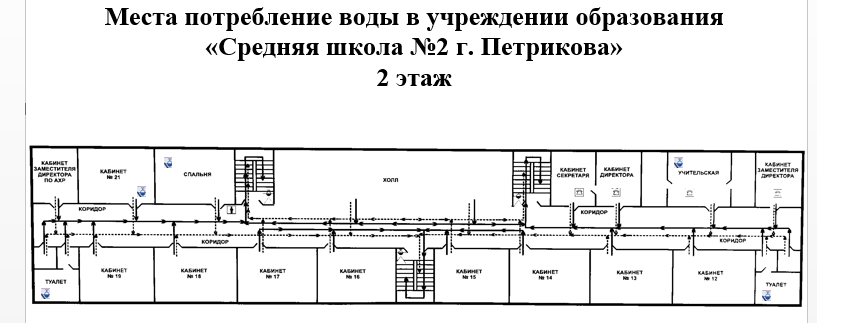 Места потребление воды в учреждении образования
«Средняя школа №2 г. Петрикова»
2 этаж
КАБИНЕТ
ЗАМЕСТИТЕЛЯ
ДИРЕКТОРА
ПО АХР
КАБИНЕТ
№ 21
СПАЛЬНЯ
ХОЛЛ
КАБИНЕТ
СЕКРЕТАРЯ
КАБИНЕТ
ДИРЕКТОРА
УЧИТЕЛЬСКАЯ
КАБИНЕТ
ЗАМЕСТИТЕЛЯ
ДИРЕКТОРА
КОРИДОР
КОРИДОР
КОРИДОР
КОРИДОР
ТУАЛЕТ
КАБИНЕТ
№ 19
КАБИНЕТ
№ 18
КАБИНЕТ
№ 17
КАБИНЕТ
№ 16
КАБИНЕТ
№ 15
КАБИНЕТ
№ 14
КАБИНЕТ
№ 13
КАБИНЕТ
№ 12
ТУАЛЕТ